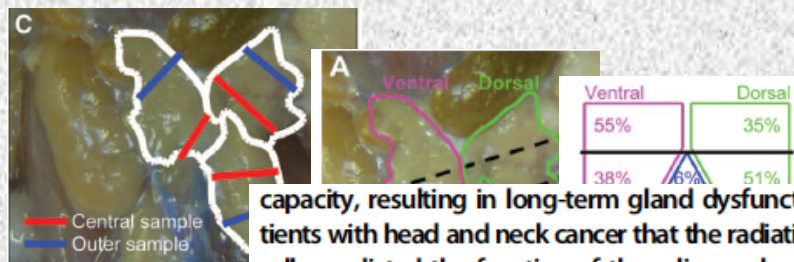 C
Central sample
Outer sample
A
Ventral Dorsal
Ventral Dorsal
55% 35%
38% 6% 51%
capacity, resulting in long-term gland dysfunct
tients with head and neck cancer that the radiati